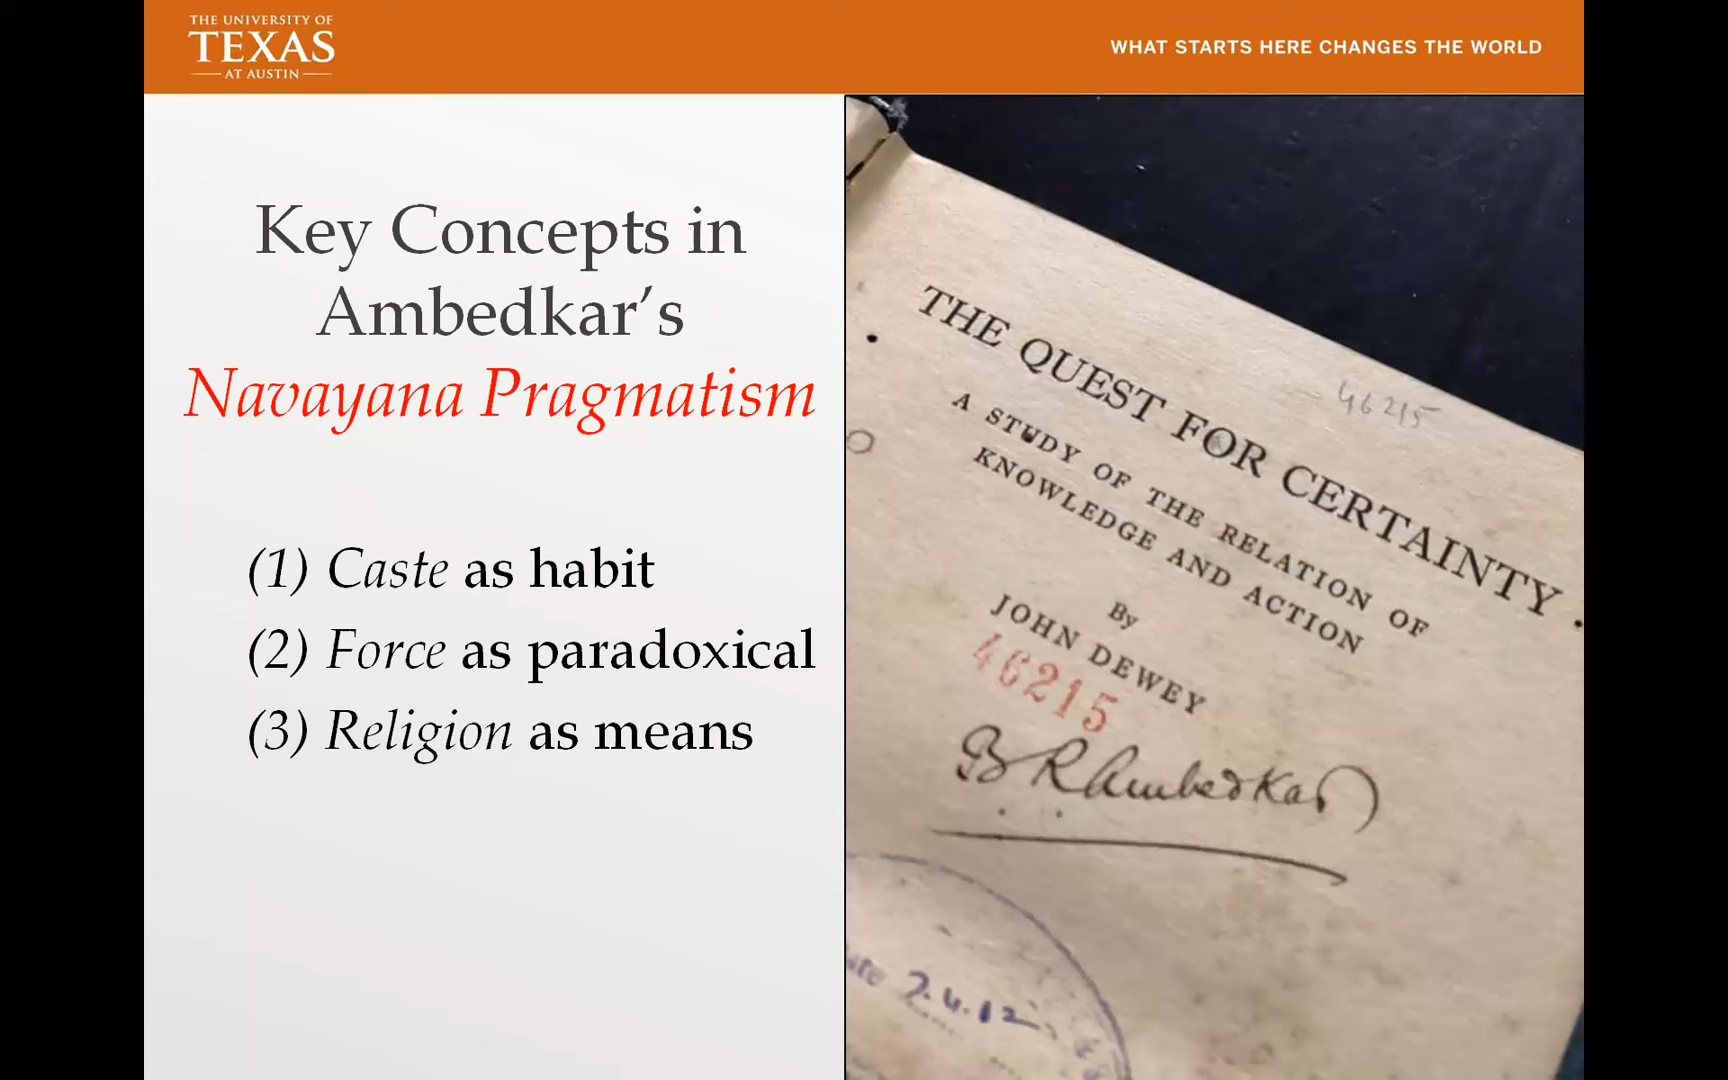 THE UNIVERSITY OF
TEXAS
AT AUSTIN
WHAT STARTS HERE CHANGES THE WORLD
Key Concepts in
Ambedkar’s
Navayana Pragmatism
(1) Caste as habit
(2) Force as paradoxical
(3) Religion as means
46215
THE QUEST FOR CERTAINTY
A STUDY OF THE RELATION OF
KNOWLEDGE AND ACTION
By
JOHN DEWEY
46215
B R Ambedkar